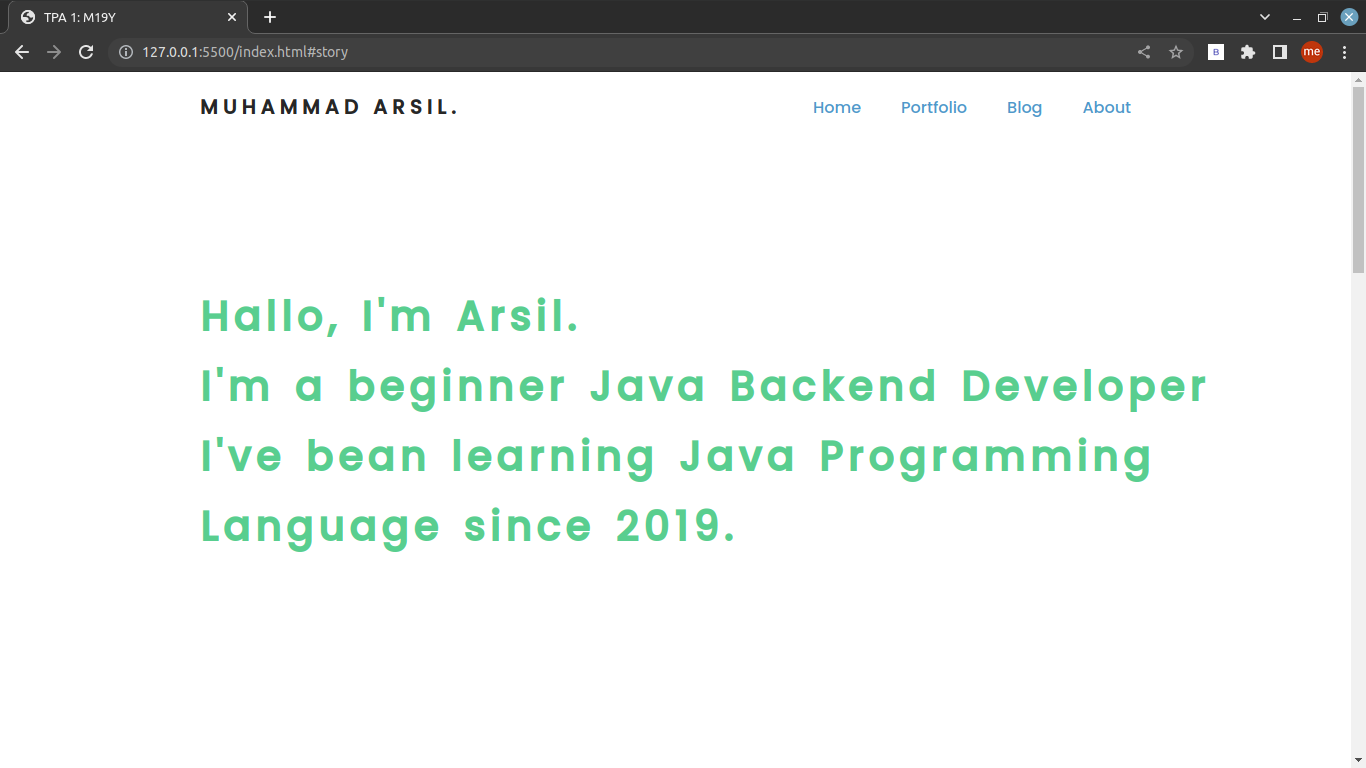 TPA 1: M19Y
127.0.0.1:5500/index.html#story
B
me
MUHAMMAD ARSIL.
Home Portfolio Blog About
Hallo, I'm Arsil.
I'm a beginner Java Backend Developer
I've bean learning Java Programming
Language since 2019.